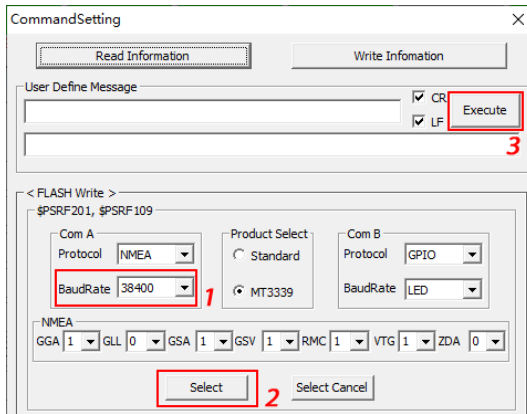 CommandSetting
Read Information Write Infomation
User Define Message
CR
LF
Execute
3
< FLASH Write >
$PSRF201, $PSRF109
Com A Product Select Com B
Protocol NMEA Standard Protocol GPIO
BaudRate 38400 1 MT3339 BaudRate LED
NMEA
GGA 1 GLL 0 GSA 1 GSV 1 RMC 1 VTG 1 ZDA 0
Select 2 Select Cancel